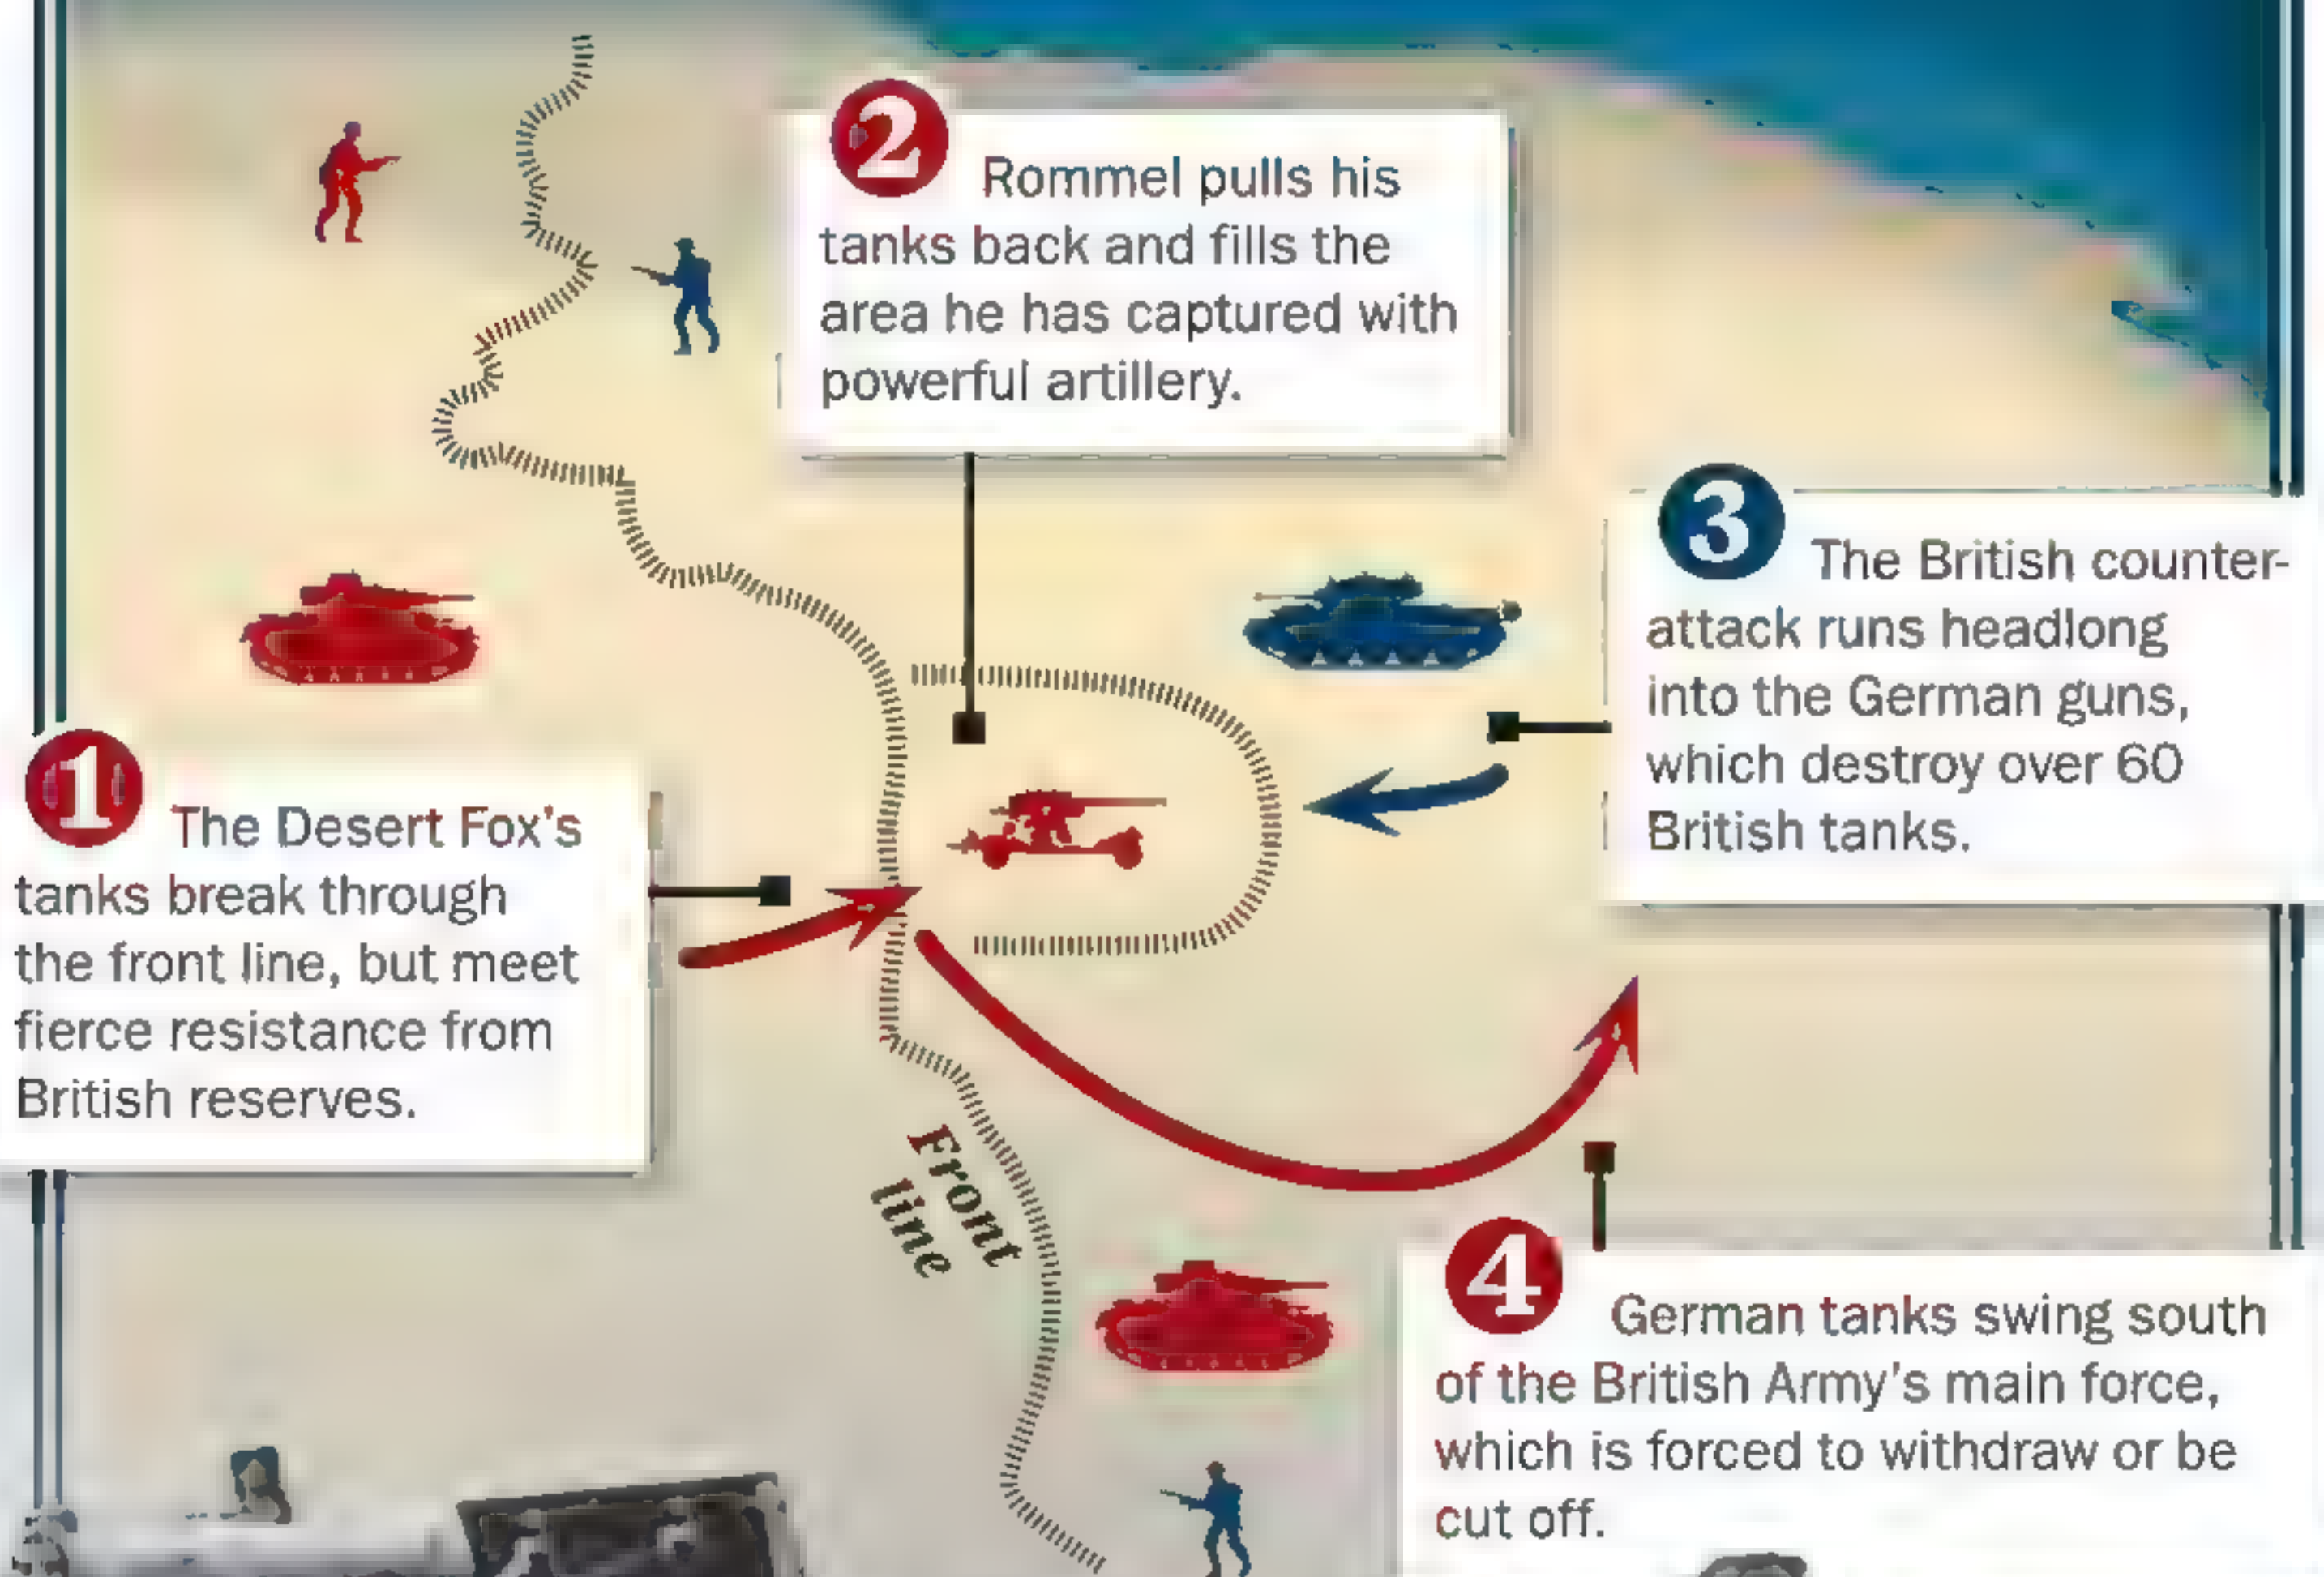 1
The Desert Fox's
tanks break through
the front line, but meet
fierce resistance from
British reserves.
2
Rommel pulls his
tanks back and fills the
area he has captured with
powerful artillery.
3
The British counter-
attack runs headlong
into the German guns,
which destroy over 60
British tanks.
4
German tanks swing south
of the British Army's main force,
which is forced to withdraw or be
cut off.
Front
line